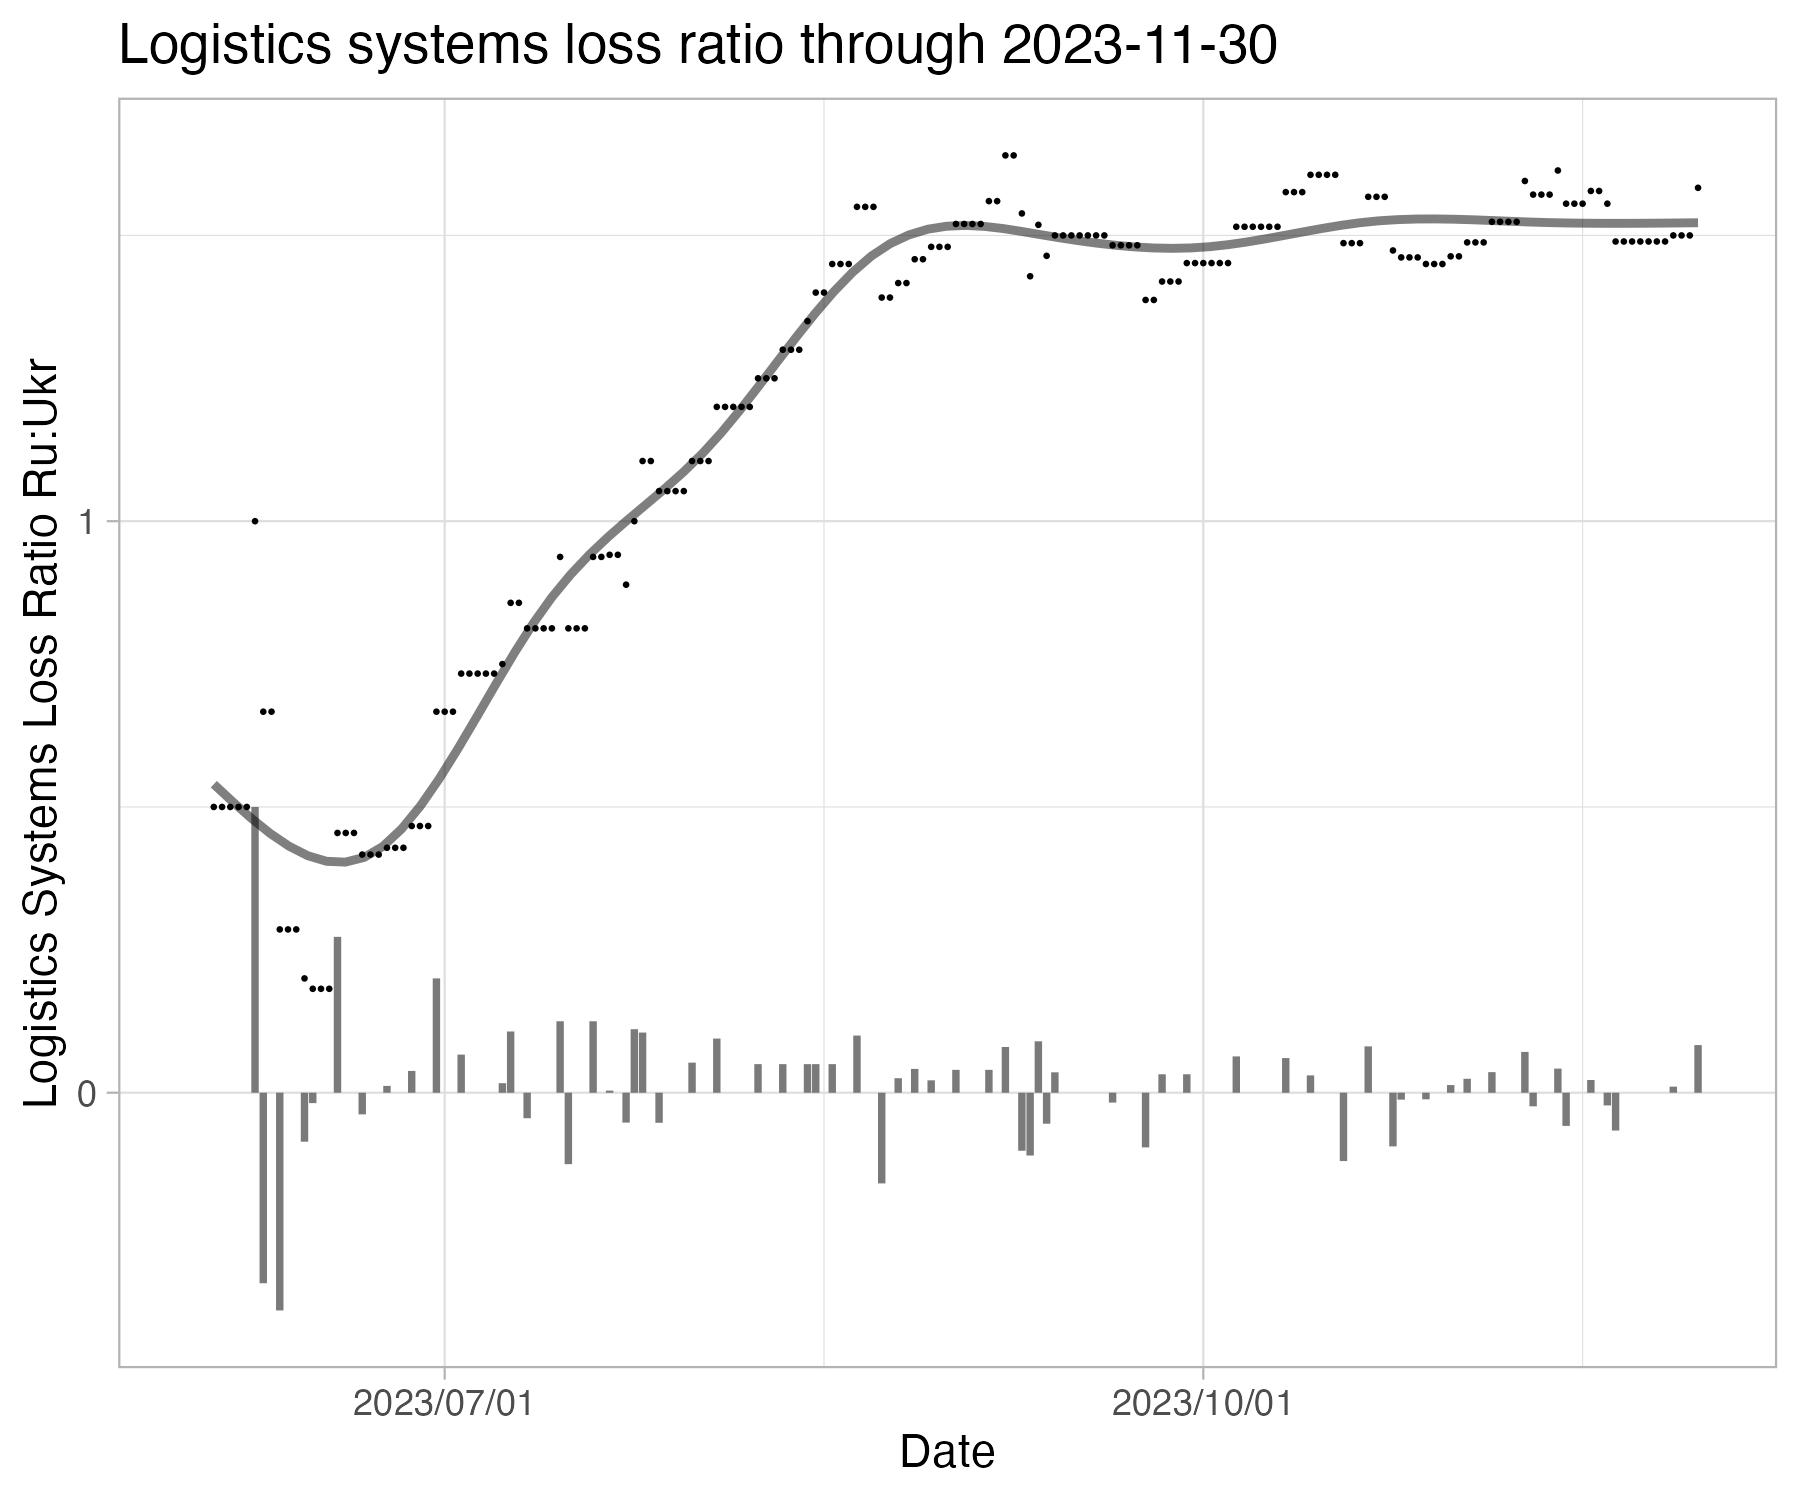 Logistics systems loss ratio through 2023-11-30
Logistics Systems Loss Ratio Ru:Ukr
1
0
2023/07/01
2023/10/01
Date